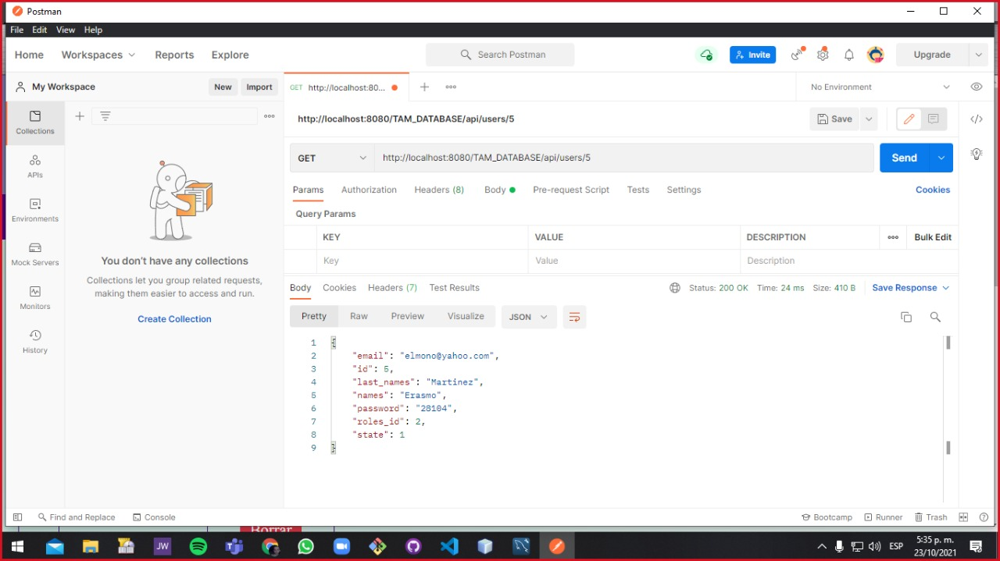 Postman
File Edit View Help
Home Workspaces Reports Explore Search Postman Invite Upgrade
My Workspace New Import GET http://localhost:80... No Environment
Collections
APIs
Environments
Mock Servers
Monitors
History
You don't have any collections
Collections let you group related requests,
making them easier to access and run.
Create Collection
http://localhost:8080/TAM_DATABASE/api/users/5 Save
GET http://localhost:8080/TAM_DATABASE/api/users/5 Send
Params Authorization Headers (8) Body Pre-request Script Tests Settings Cookies
Query Params
KEY VALUE DESCRIPTION Bulk Edit
Key Value Description
Body Cookies Headers (7) Test Results Status: 200 OK Time: 24 ms Size: 410 B Save Response
Pretty Raw Preview Visualize JSON
1 {
2 "email": "elmono@yahoo.com",
3 "id": 5,
4 "last_names": "Martinez",
5 "names": "Erasmo",
6 "password": "28104",
7 "roles_id": 2,
8 "state": 1
9 }
Find and Replace Console Bootcamp Runner Trash
Borrar
JW
ESP 5:35 p. m.
23/10/2021